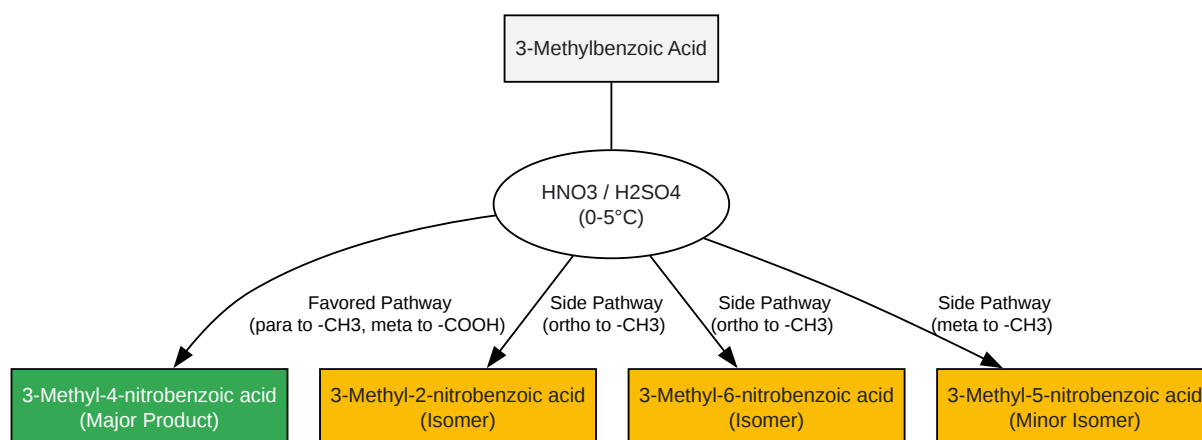 3-Methylbenzoic Acid
HNO3 / H2SO4
(0-5°C)
Favored Pathway
(para to -CH3, meta to -COOH)
Side Pathway
(ortho to -CH3)
Side Pathway
(ortho to -CH3)
Side Pathway
(meta to -CH3)
3-Methyl-4-nitrobenzoic acid
(Major Product)
3-Methyl-2-nitrobenzoic acid
(Isomer)
3-Methyl-6-nitrobenzoic acid
(Isomer)
3-Methyl-5-nitrobenzoic acid
(Minor Isomer)